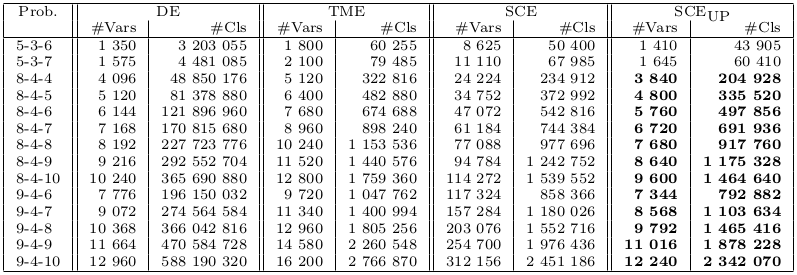 Prob. DE TME SCE SCE_UP
#Vars #Cls #Vars #Cls #Vars #Cls #Vars #Cls
5-3-6 1 350 3 203 055 1 800 60 255 8 625 50 400 1 410 43 905
5-3-7 1 575 4 481 085 2 100 79 485 11 110 67 985 1 645 60 410
8-4-4 4 096 48 850 176 5 120 322 816 24 224 234 912 3 840 204 928
8-4-5 5 120 81 378 880 6 400 482 880 34 752 372 992 4 800 335 520
8-4-6 6 144 121 896 960 7 680 674 688 47 072 542 816 5 760 497 856
8-4-7 7 168 170 815 680 8 960 898 240 61 184 744 384 6 720 691 936
8-4-8 8 192 227 723 776 10 240 1 153 536 77 088 977 696 7 680 917 760
8-4-9 9 216 292 552 704 11 520 1 440 576 94 784 1 242 752 8 640 1 175 328
8-4-10 10 240 365 690 880 12 800 1 759 360 114 272 1 539 552 9 600 1 464 640
9-4-6 7 776 196 150 032 9 720 1 047 762 117 324 858 366 7 344 792 882
9-4-7 9 072 274 564 584 11 340 1 400 994 157 284 1 180 026 8 568 1 103 634
9-4-8 10 368 366 042 816 12 960 1 805 256 203 076 1 552 716 9 792 1 465 416
9-4-9 11 664 470 584 728 14 580 2 260 548 254 700 1 976 436 11 016 1 878 228
9-4-10 12 960 588 190 320 16 200 2 766 870 312 156 2 451 186 12 240 2 342 070